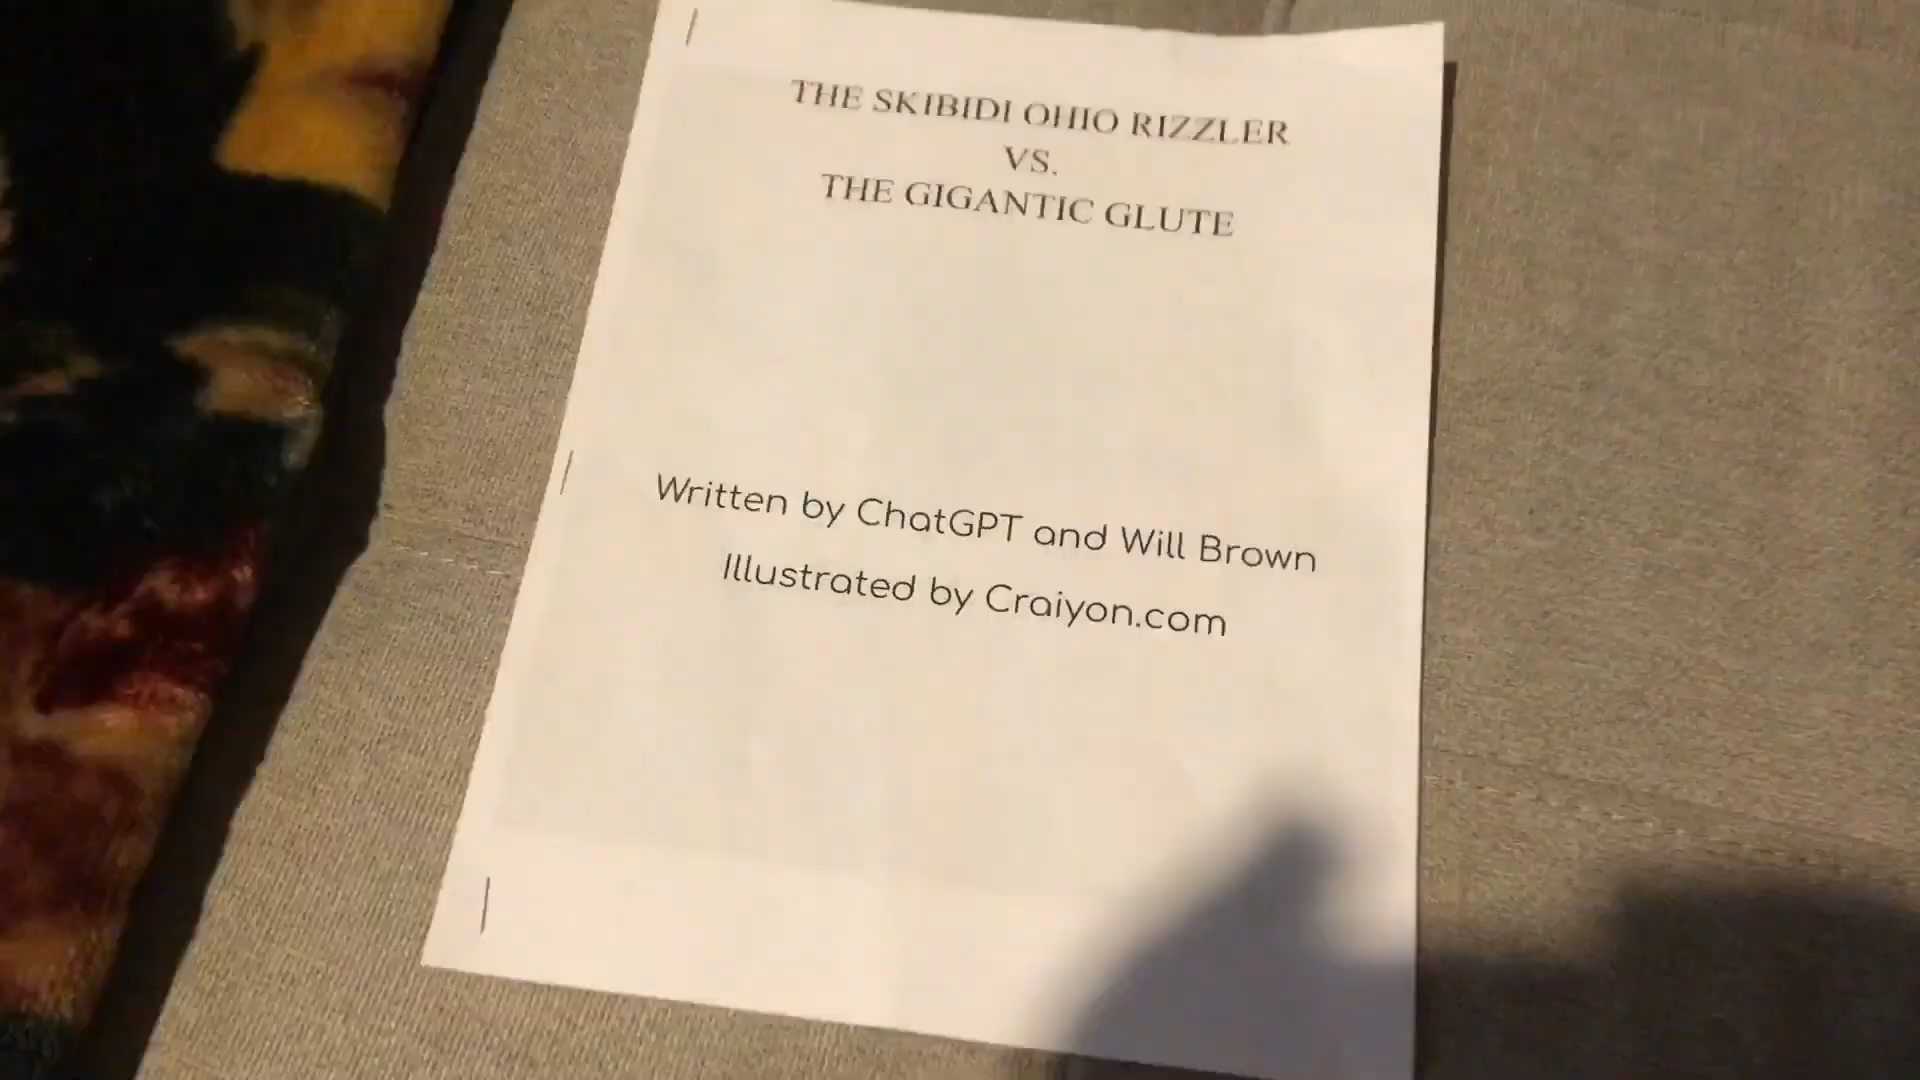 THE SKIBIDI OHIO RIZZLER
VS.
THE GIGANTIC GLUTE
Written by ChatGPT and Will Brown
Illustrated by Craiyon.com